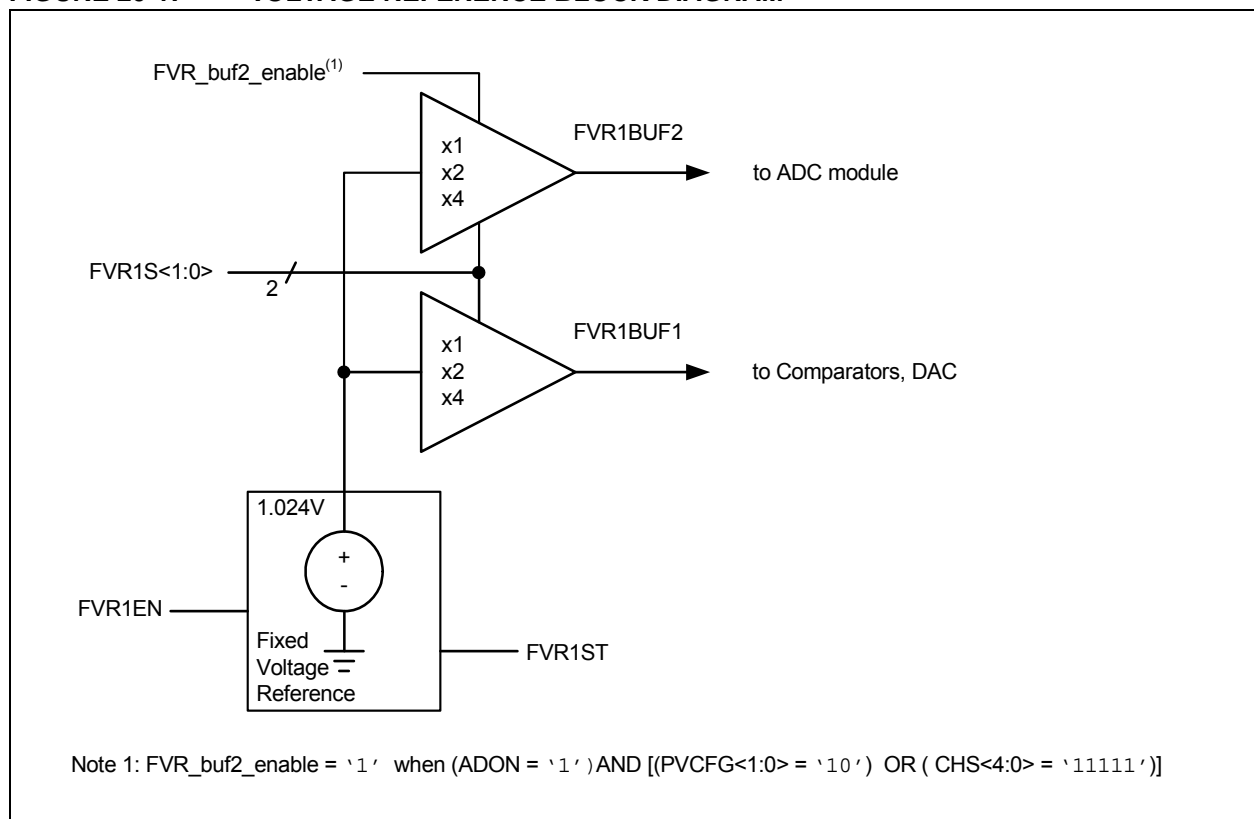 FVR_buf2_enable(1)
x1
x2
x4
FVR1BUF2
to ADC module
FVR1S<1:0>
2
x1
x2
x4
FVR1BUF1
to Comparators, DAC
1.024V
+
-
FVR1EN
Fixed
Voltage
Reference
FVR1ST
Note 1: FVR_buf2_enable = ‘1’ when (ADON = ‘1’)AND [(PVCFG<1:0> = ‘10’) OR ( CHS<4:0> = ‘11111’)]